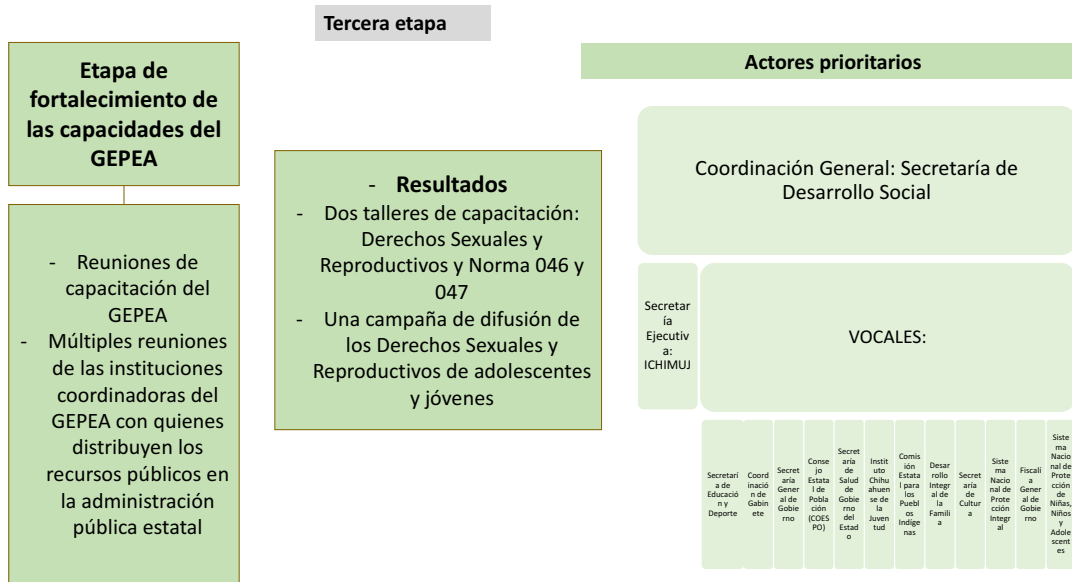 Tercera etapa
Etapa de
fortalecimiento de
las capacidades del
GEPEA
- Reuniones de
capacitación del
GEPEA
- Múltiples reuniones
de las instituciones
coordinadoras del
GEPEA con quienes
distribuyen los
recursos públicos en
la administración
pública estatal
- Resultados
- Dos talleres de capacitación:
Derechos Sexuales y
Reproductivos y Norma 046 y
047
- Una campaña de difusión de
los Derechos Sexuales y
Reproductivos de adolescentes
y jóvenes
Actores prioritarios
Coordinación General: Secretaría de
Desarrollo Social
Secretar
ía
Ejecutiv
a:
ICHIMUJ
VOCALES:
Secretarí
a de
Educació
n y
Deporte
Coord
inació
n de
Gabin
ete
Secret
aría
Gener
al de
Gobie
rno
Conse
jo
Estata
l de
Pobla
ción
(COES
PO)
Secret
aría
de
Salud
de
Gobie
rno
del
Estad
o
Instit
uto
Chihu
ahuen
se de
la
Juven
tud
Comis
ión
Estata
l para
los
Puebl
os
Indíge
nas
Desar
rollo
Integr
al de
la
Famili
a
Secret
aría
de
Cultur
a
Siste
ma
Nacio
nal de
Prote
cción
Integr
al
Fiscalí
a
Gener
al de
Gobie
rno
Siste
ma
Nacio
nal de
Prote
cción
de
Niñas,
Niños
y
Adole
scent
es